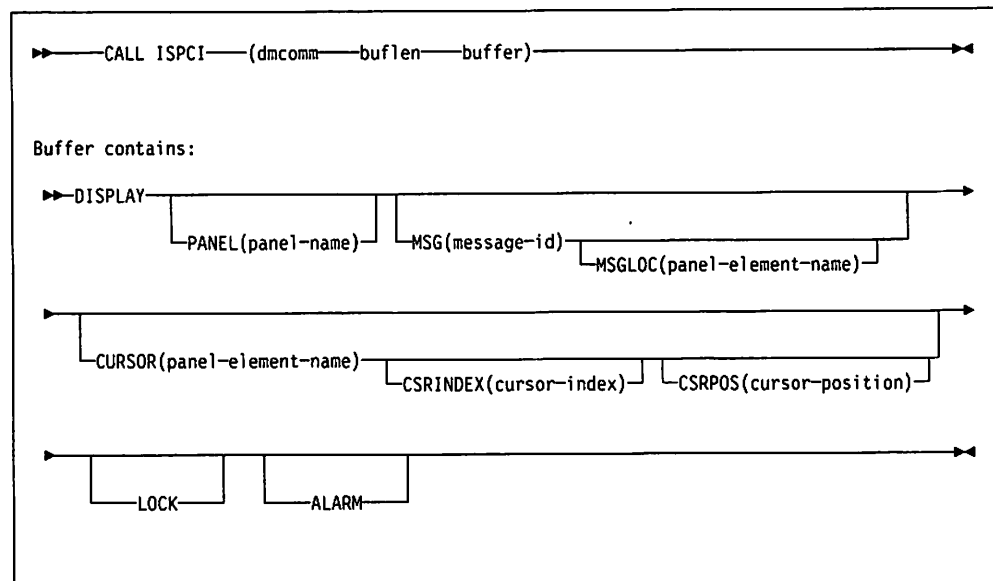 CALL ISPCI (dmcomm buflen buffer)
Buffer contains:
DISPLAY
PANEL(panel-name) MSG(message-id)
MSGLOC(panel-element-name)
CURSOR(panel-element-name)
CSRINDEX(cursor-index) CSRPOS(cursor-position)
LOCK ALARM